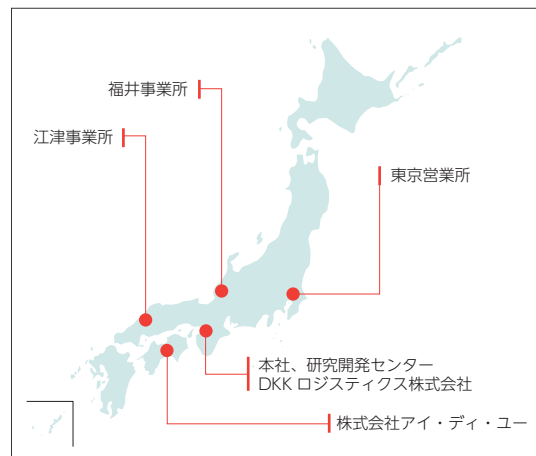 福井事業所
江津事業所
東京営業所
本社、研究開発センター
DKK ロジスティクス株式会社
株式会社アイ・ディ・ユー